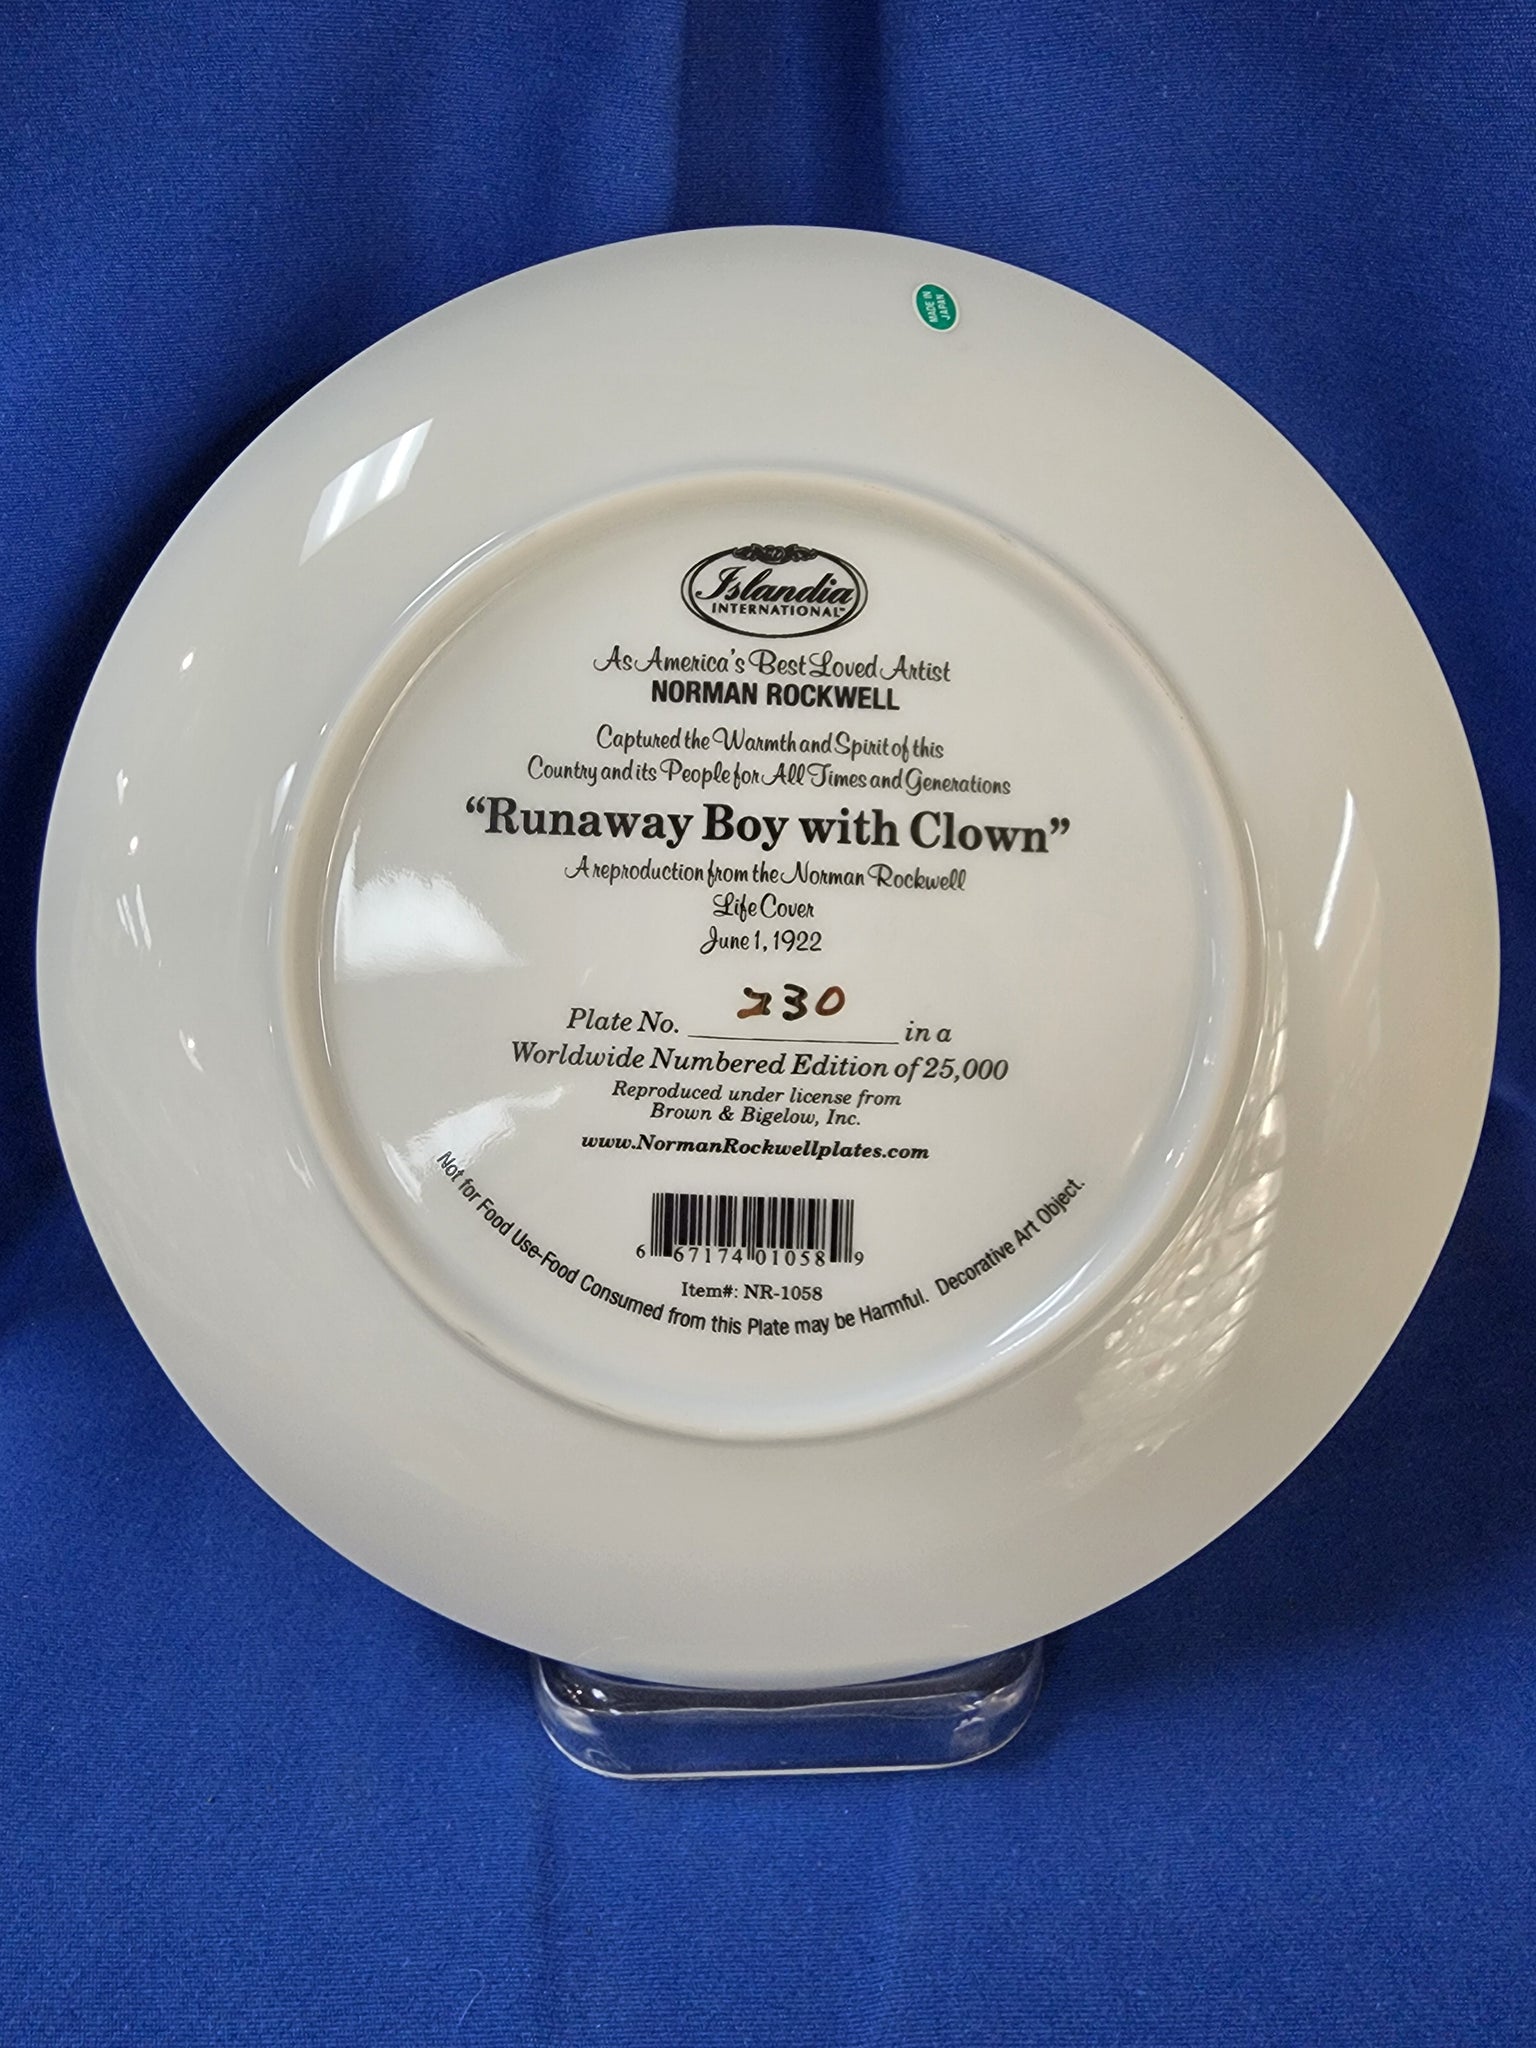 MADE IN
JAPAN
Islandia
INTERNATIONAL™
As America's Best Loved Artist
NORMAN ROCKWELL
Captured the Warmth and Spirit of this
Country and its People for All Times and Generations
“Runaway Boy with Clown”
A reproduction from the Norman Rockwell
Life Cover
June 1, 1922
Plate No. 230 in a
Worldwide Numbered Edition of 25,000
Reproduced under license from
Brown & Bigelow, Inc.
www.NormanRockwellplates.com
6 67174 01058 9
Item#: NR-1058
Not for Food Use-Food Consumed from this Plate may be Harmful. Decorative Art Object.